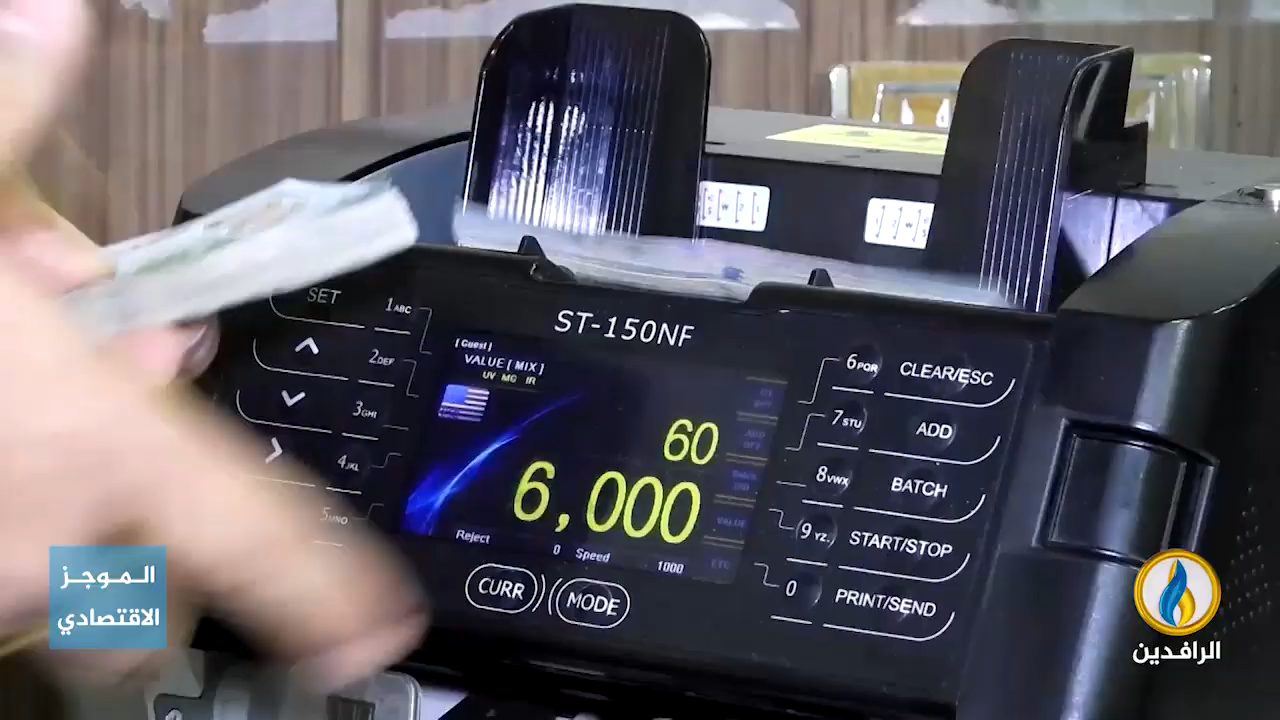 ST-150NF
SET
1ABC
2DEF
3GHI
4JKL
5MNO
[Guest]
VALUE [ MIX ]
UV MG IR
60
6,000
VALUE
Reject
0
Speed
1000
CURR
MODE
6PQR
CLEAR/ESC
7STU
ADD
8VWX
BATCH
9YZ
START/STOP
0
PRINT/SEND
الموجز
الاقتصادي
الرافدين